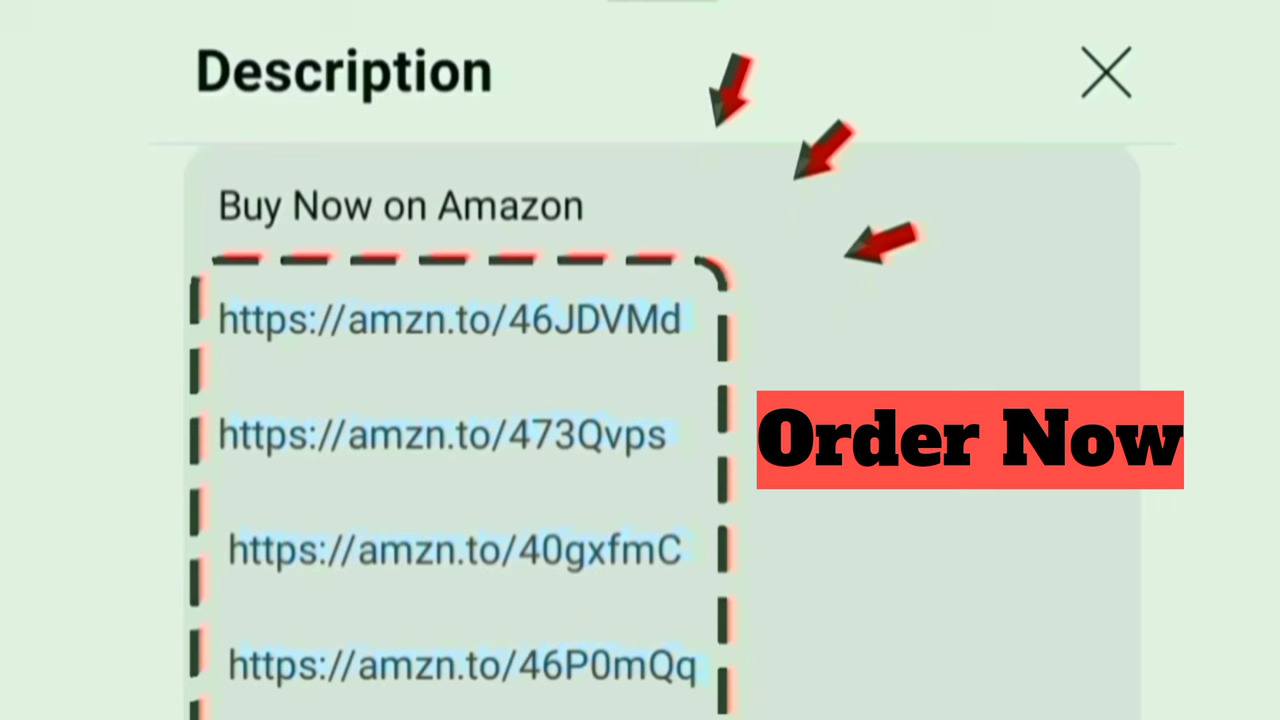 Description
Buy Now on Amazon
https://amzn.to/46JDVMd
https://amzn.to/473Qvps
Order Now
https://amzn.to/40gxfmC
https://amzn.to/46P0mQq